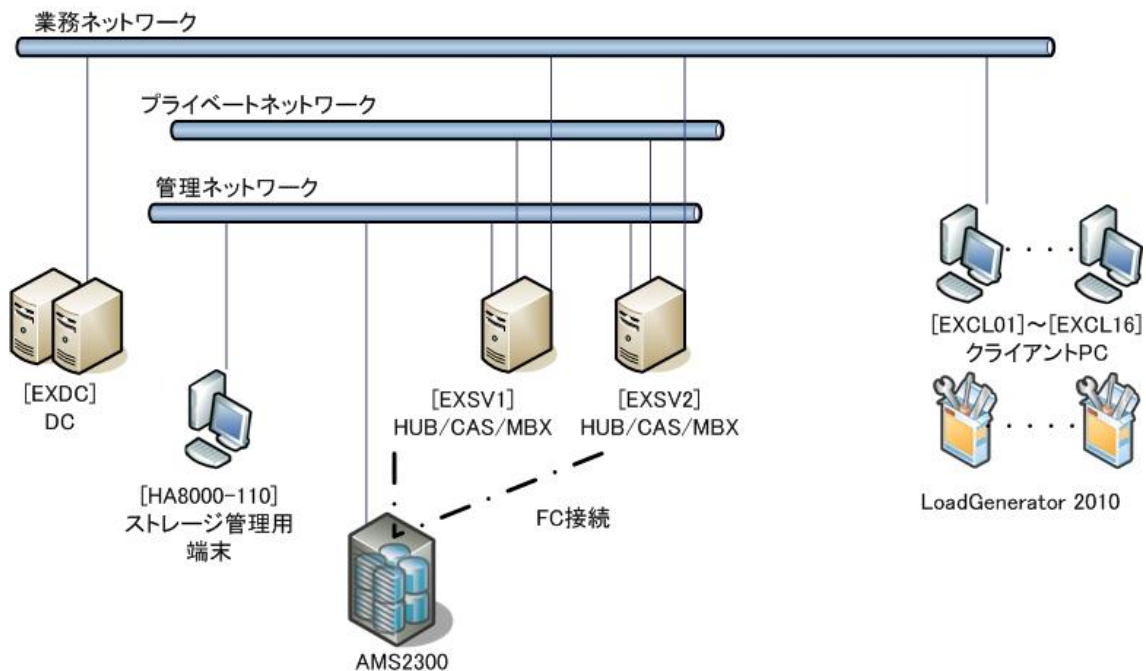 業務ネットワーク
プライベートネットワーク
管理ネットワーク
[EXDC]
DC
[HA8000-110]
ストレージ管理用
端末
[EXSV1]
HUB/CAS/MBX
[EXSV2]
HUB/CAS/MBX
FC接続
AMS2300
[EXCL01]～[EXCL16]
クライアントPC
LoadGenerator 2010